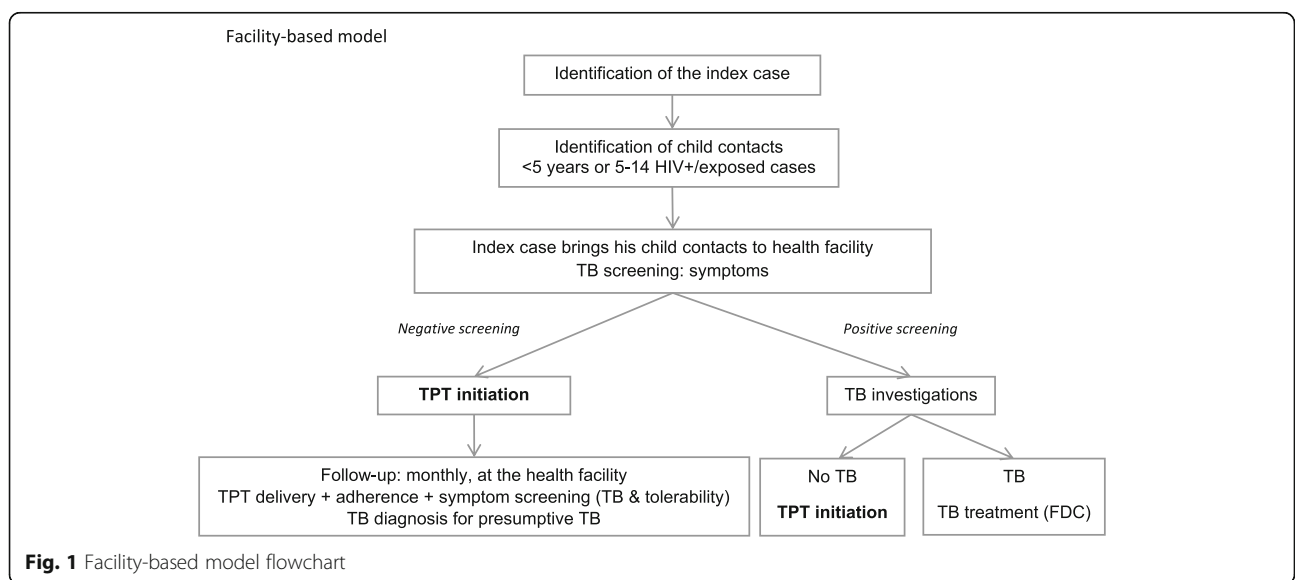 Facility-based model
Identification of the index case
Identification of child contacts
<5 years or 5-14 HIV+/exposed cases
Index case brings his child contacts to health facility
TB screening: symptoms
Negative screening
Positive screening
TPT initiation
TB investigations
Follow-up: monthly, at the health facility
TPT delivery + adherence + symptom screening (TB & tolerability)
TB diagnosis for presumptive TB
No TB
TPT initiation
TB
TB treatment (FDC)
Fig. 1 Facility-based model flowchart